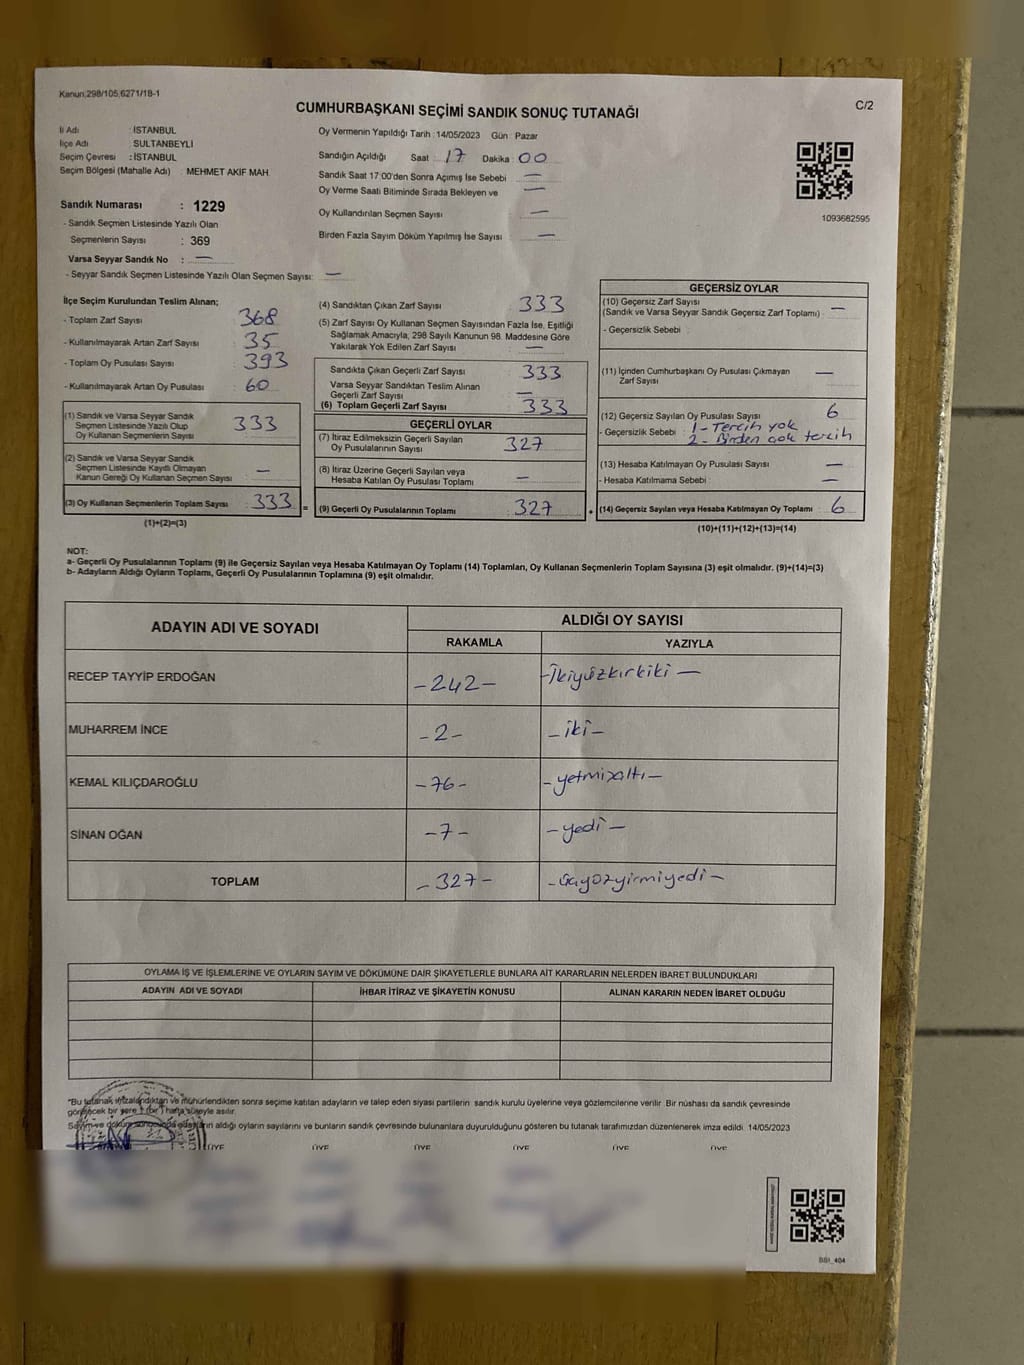 Kanun,298/105,6271/18-1
CUMHURBAŞKANI SEÇİMİ SANDIK SONUÇ TUTANAĞI
C/2
İli Adı : İSTANBUL
İlçe Adı : SULTANBEYLİ
Seçim Çevresi : İSTANBUL
Seçim Bölgesi (Mahalle Adı) MEHMET AKİF MAH.
Sandık Numarası : 1229
- Sandık Seçmen Listesinde Yazılı Olan
Seçmenlerin Sayısı : 369
Varsa Seyyar Sandık No : —
- Seyyar Sandık Seçmen Listesinde Yazılı Olan Seçmen Sayısı: —
Oy Vermenin Yapıldığı Tarih : 14/05/2023 Gün : Pazar
Sandığın Açıldığı Saat : 17 Dakika : 00
Sandık Saat 17:00'den Sonra Açımış İse Sebebi —
Oy Verme Saati Bitiminde Sırada Bekleyen ve —
Oy Kullandırılan Seçmen Sayısı —
Birden Fazla Sayım Döküm Yapılmış İse Sayısı —
1093682595
İlçe Seçim Kurulundan Teslim Alınan;
- Toplam Zarf Sayısı : 368
- Kullanılmayarak Artan Zarf Sayısı : 35
- Toplam Oy Pusulası Sayısı : 393
- Kullanılmayarak Artan Oy Pusulası : 60
(1) Sandık ve Varsa Seyyar Sandık
Seçmen Listesinde Yazılı Olup
Oy Kullanan Seçmenlerin Sayısı 333
(2) Sandık ve Varsa Seyyar Sandık
Seçmen Listesinde Kayıtlı Olmayan
Kanun Gereği Oy Kullanan Seçmen Sayısı —
(3) Oy Kullanan Seçmenlerin Toplam Sayısı 333 =
(1)+(2)=(3)
(4) Sandıktan Çıkan Zarf Sayısı 333
(5) Zarf Sayısı Oy Kullanan Seçmen Sayısından Fazla İse, Eşitliği
Sağlamak Amacıyla, 298 Sayılı Kanunun 98. Maddesine Göre
Yakılarak Yok Edilen Zarf Sayısı —
Sandıkta Çıkan Geçerli Zarf Sayısı 333
Varsa Seyyar Sandıktan Teslim Alınan
Geçerli Zarf Sayısı —
(6) Toplam Geçerli Zarf Sayısı 333
GEÇERLİ OYLAR
(7) İtiraz Edilmeksizin Geçerli Sayılan
Oy Pusulasının Sayısı 327
(8) İtiraz Üzerine Geçerli Sayılan veya
Hesaba Katılan Oy Pusulası Toplamı —
(9) Geçerli Oy Pusulalarının Toplamı 327 +
GEÇERSİZ OYLAR
(10) Geçersiz Zarf Sayısı
(Sandık ve Varsa Seyyar Sandık Geçersiz Zarf Toplamı) : —
- Geçersizlik Sebebi :
(11) İçinden Cumhurbaşkanı Oy Pusulası Çıkmayan
Zarf Sayısı —
(12) Geçersiz Sayılan Oy Pusulası Sayısı 6
- Geçersizlik Sebebi : 1- Tercih yok
2- Birden çok tercih
(13) Hesaba Katılmayan Oy Pusulası Sayısı —
- Hesaba Katılmama Sebebi : —
(14) Geçersiz Sayılan veya Hesaba Katılmayan Oy Toplamı : 6
(10)+(11)+(12)+(13)=(14)
NOT:
a- Geçerli Oy Pusulalarının Toplamı (9) ile Geçersiz Sayılan veya Hesaba Katılmayan Oy Toplamı (14) Toplamları, Oy Kullanan Seçmenlerin Toplam Sayısına (3) eşit olmalıdır. (9)+(14)=(3)
b- Adayların Aldığı Oyların Toplamı, Geçerli Oy Pusulalarının Toplamına (9) eşit olmalıdır.
ADAYIN ADI VE SOYADI
ALDIĞI OY SAYISI
RAKAMLA YAZIYLA
RECEP TAYYİP ERDOĞAN -242- -İkiyüzkırkiki —
MUHARREM İNCE -2- -iki-
KEMAL KILIÇDAROĞLU -76- -yetmişaltı-
SİNAN OĞAN -7- -yedi-
TOPLAM -327- -üçyüzyirmiyedi-
OYLAMA İŞ VE İŞLEMLERİNE VE OYLARIN SAYIM VE DÖKÜMÜNE DAİR ŞİKAYETLERLE BUNLARA AİT KARARLARIN NELERDEN İBARET BULUNDUKLARI
ADAYIN ADI VE SOYADI İHBAR İTİRAZ VE ŞİKAYETİN KONUSU ALINAN KARARIN NEDEN İBARET OLDUĞU
"Bu tutanak imzalandıktan ve mühürlendikten sonra seçime katılan adayların ve talep eden siyasi partilerin sandık kurulu üyelerine veya gözlemcilerine verilir. Bir nüshası da sandık çevresinde
görülecek bir yere 1 (bir) hafta süreyle asılır.
Sayım ve döküm sonucunda adayların aldığı oyların sayılarını ve bunların sandık çevresinde bulunanlara duyurulduğunu gösteren bu tutanak tarafımızdan düzenlenerek imza edildi. 14/05/2023
ÜYE ÜYE ÜYE ÜYE ÜYE ÜYE
BSI_404